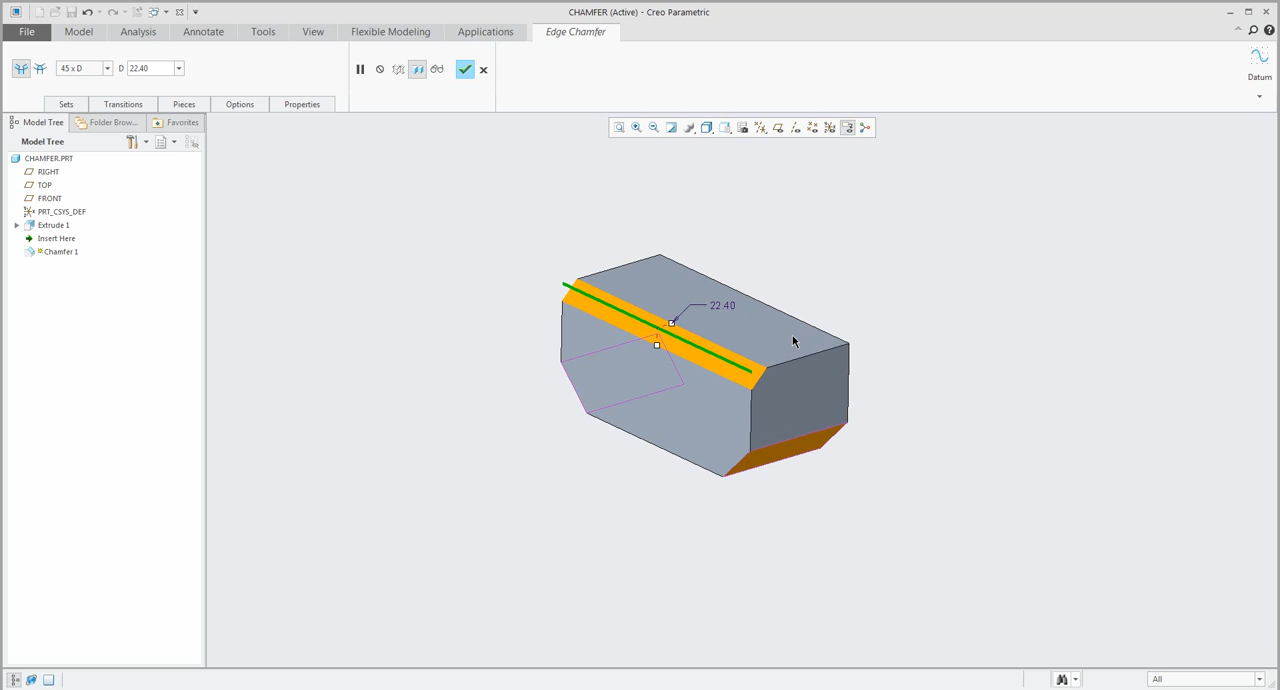 CHAMFER (Active) - Creo Parametric
File Model Analysis Annotate Tools View Flexible Modeling Applications Edge Chamfer
45 x D D 22.40
Datum
Sets Transitions Pieces Options Properties
Model Tree Folder Brow... Favorites
Model Tree
CHAMFER.PRT
RIGHT
TOP
FRONT
PRT_CSYS_DEF
Extrude 1
Insert Here
Chamfer 1
22.40
All